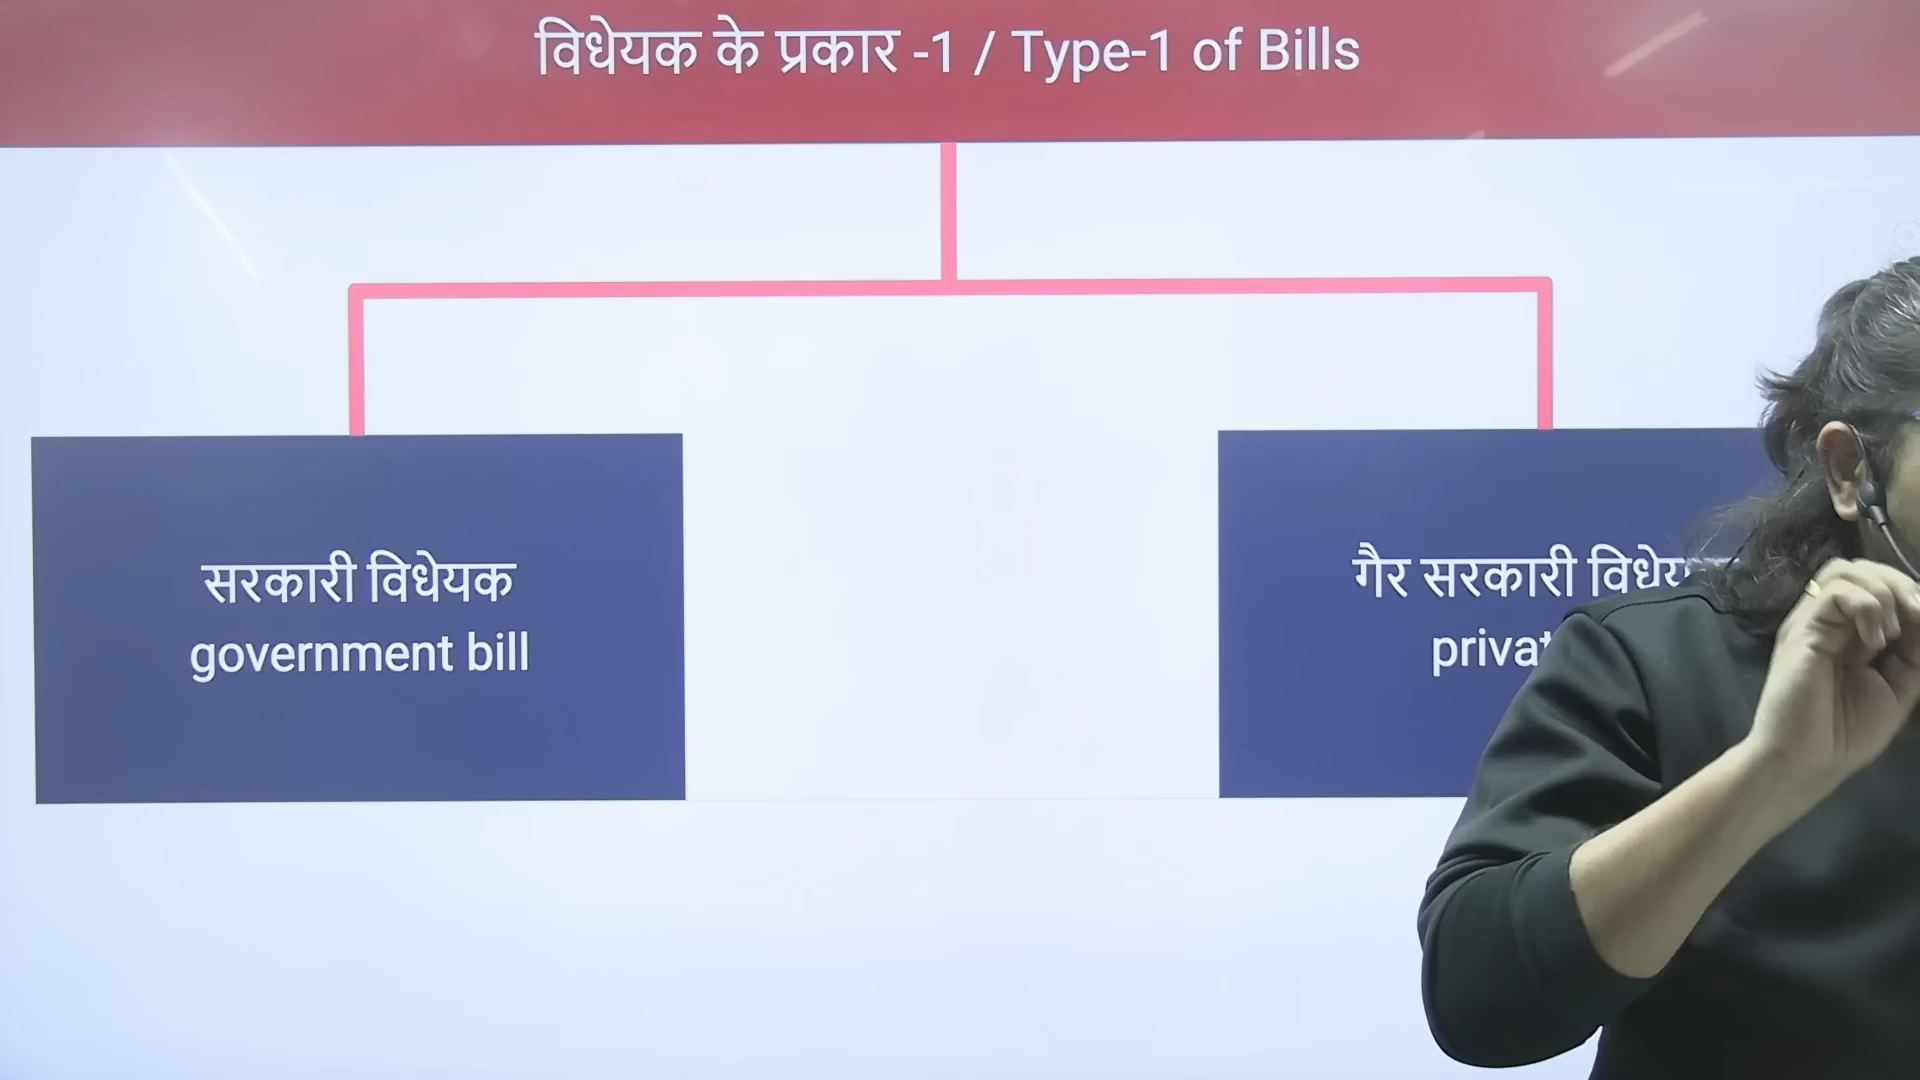 विधेयक के प्रकार -1 / Type-1 of Bills
सरकारी विधेयक
government bill
गैर सरकारी